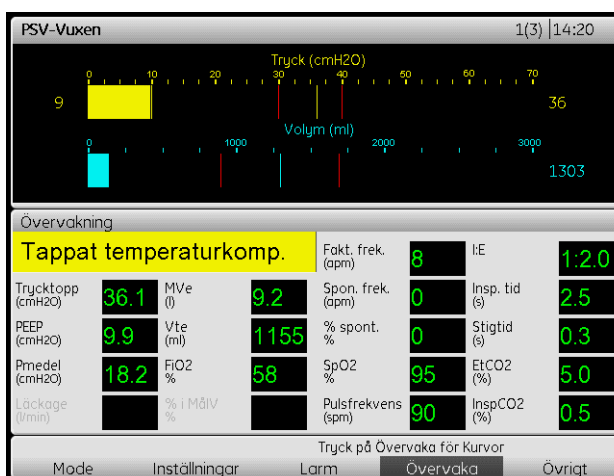 PSV-Vuxen 1(3) |14:20
Tryck (cmH2O)
0 10 20 30 40 50 60 70
9 36
Volym (ml)
0 1000 2000 3000
1303
Övervakning
Tappat temperaturkomp.
Fakt. frek. (apm) 8 I:E 1:2.0
Trycktopp (cmH2O) 36.1 MVe (l) 9.2 Spon. frek. (apm) 0 Insp. tid (s) 2.5
PEEP (cmH2O) 9.9 Vte (ml) 1155 % spont. % 0 Stigtid (s) 0.3
Pmedel (cmH2O) 18.2 FiO2 % 58 SpO2 % 95 EtCO2 (%) 5.0
Läckage (l/min) % i MålV % Pulsfrekvens (spm) 90 InspCO2 (%) 0.5
Tryck på Övervaka för Kurvor
Mode Inställningar Larm Övervaka Övrigt